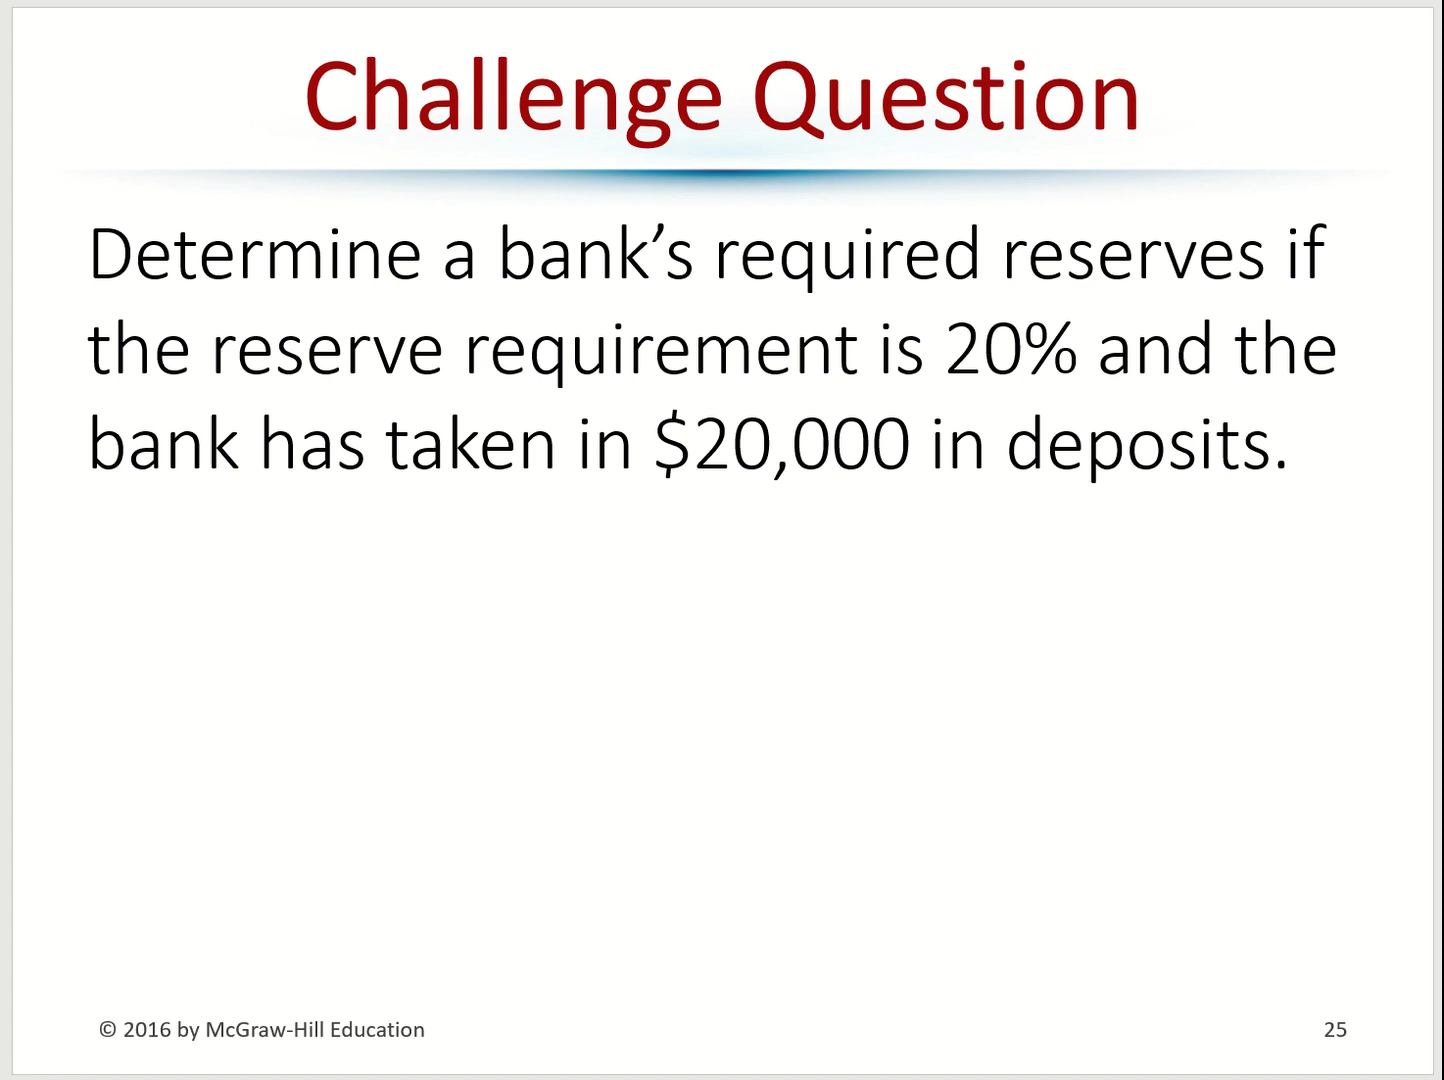 Challenge Question
Determine a bank’s required reserves if
the reserve requirement is 20% and the
bank has taken in $20,000 in deposits.
© 2016 by McGraw-Hill Education
25